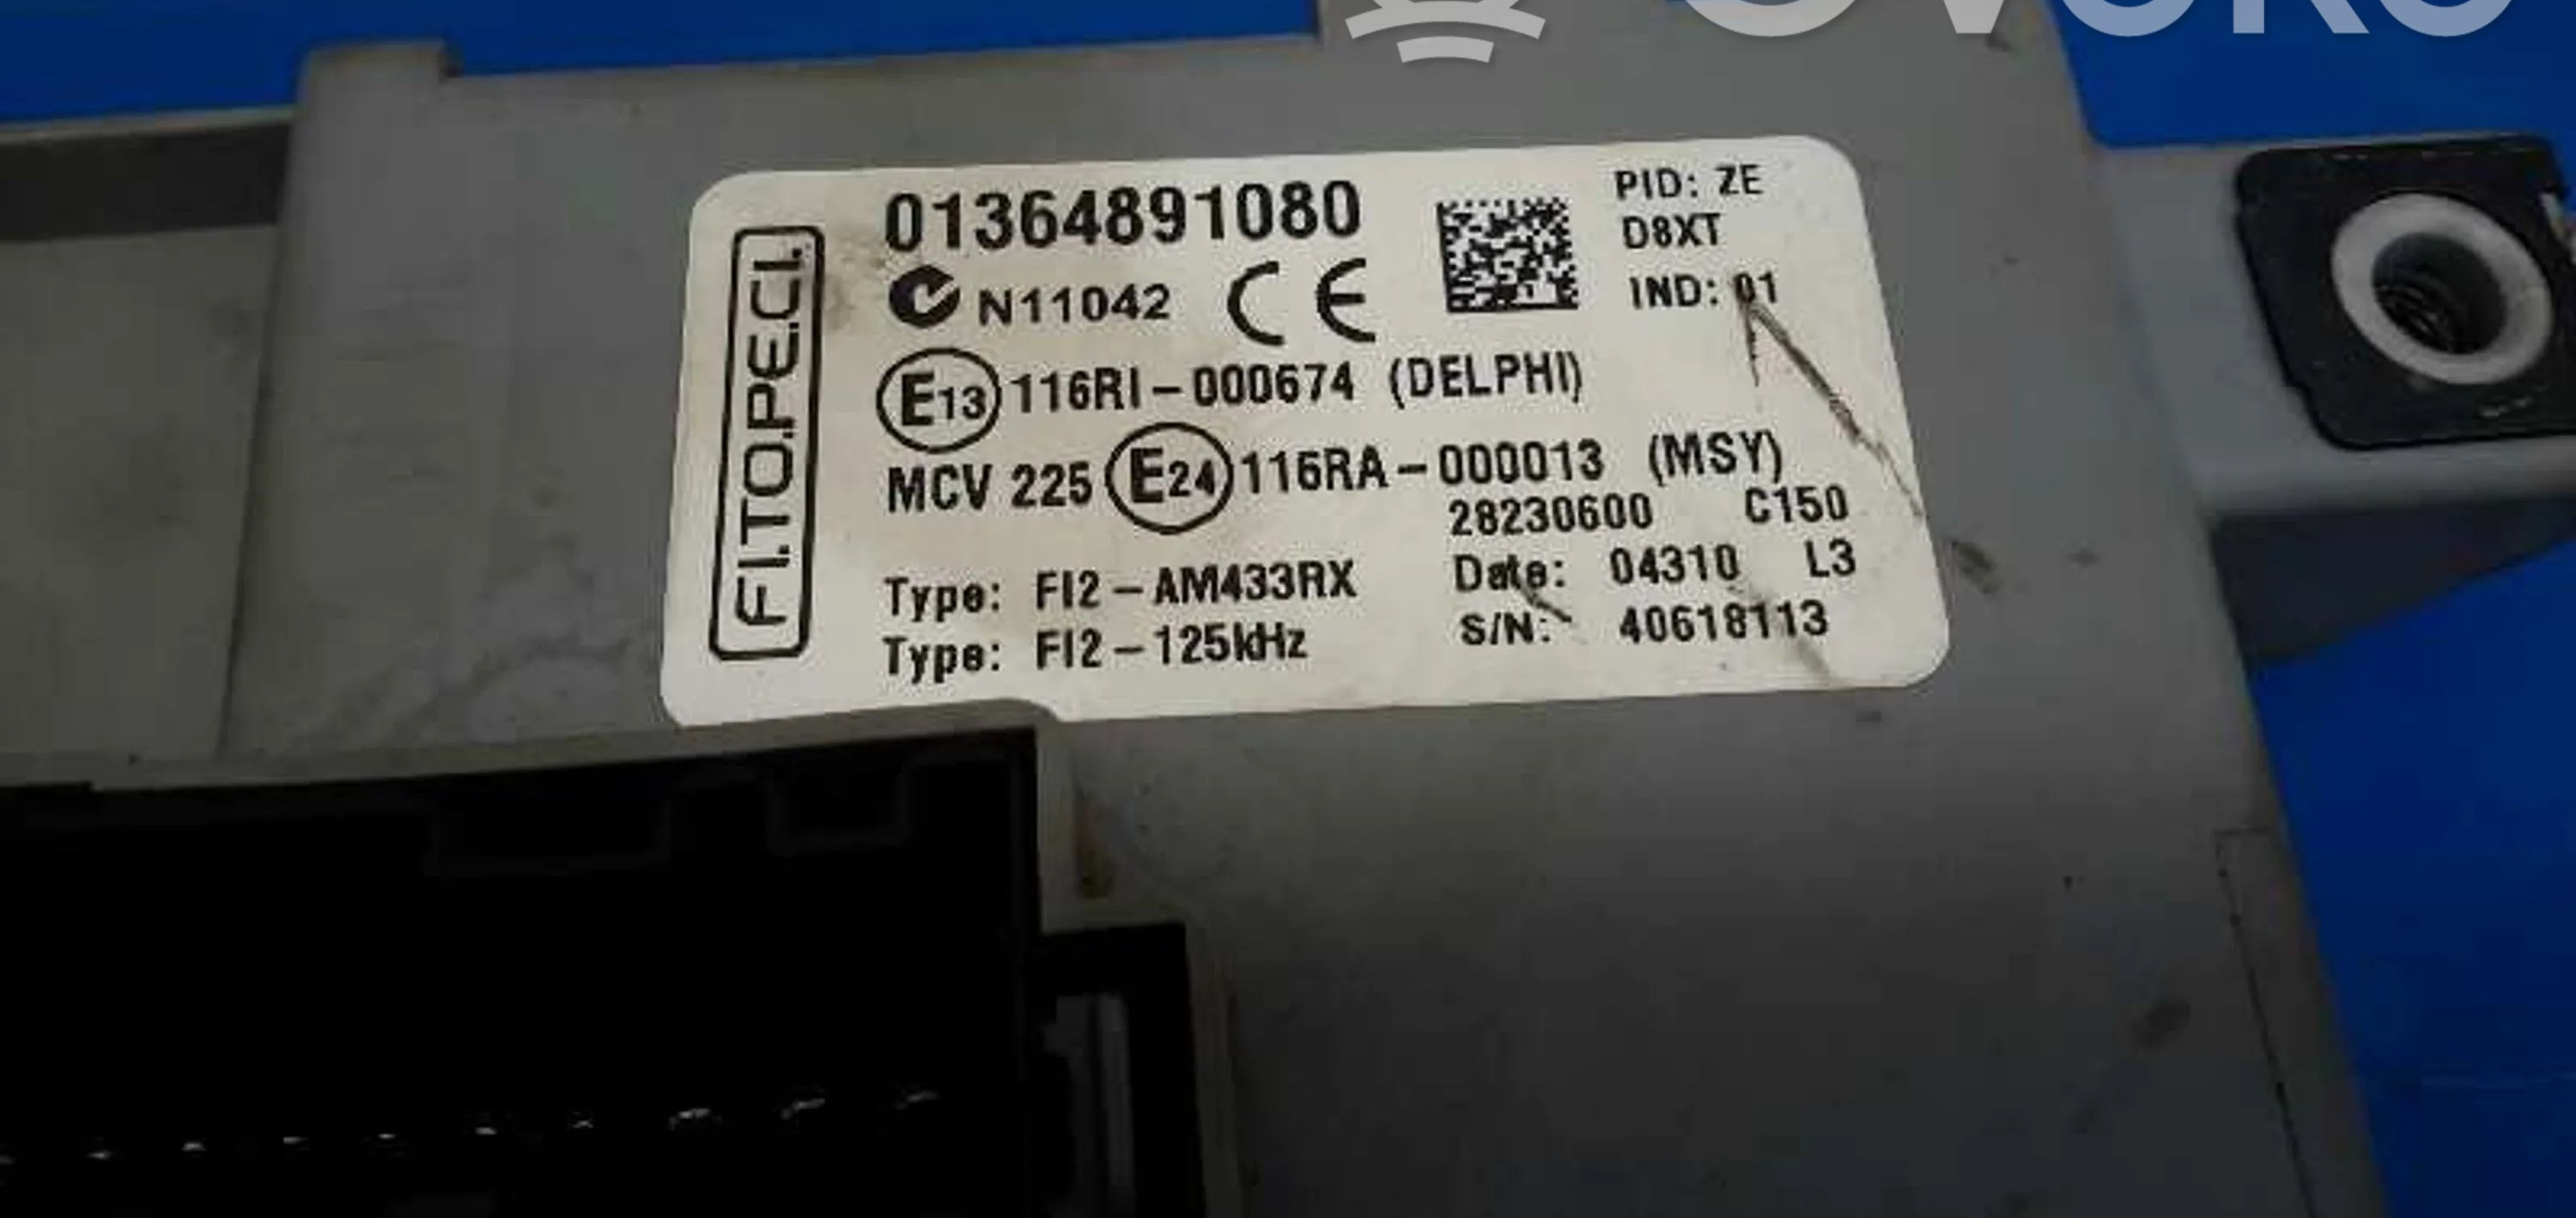 FI.TO.PE.CI.
01364891080
N11042 CE
E13 116RI-000674 (DELPHI)
MCV 225 E24 116RA-000013 (MSY)
Type: FI2-AM433RX
Type: FI2-125kHz
PID: ZE
D8XT
IND: 01
28230600 C150
Date: 04310 L3
S/N: 40618113